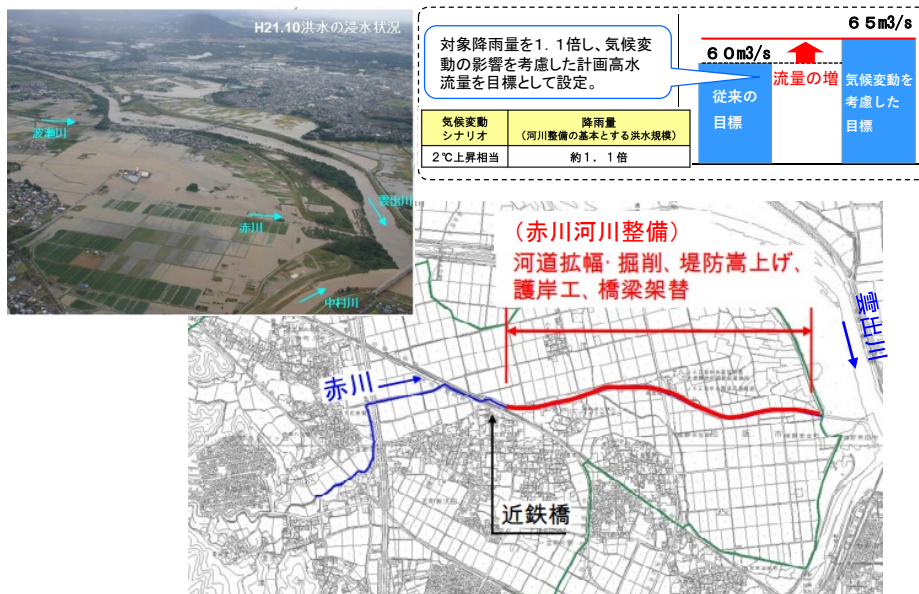 H21.10洪水の浸水状況
波瀬川
赤川
雲出川
中村川
対象降雨量を1.1倍し、気候変
動の影響を考慮した計画高水
流量を目標として設定。
気候変動
シナリオ
降雨量
(河川整備の基本とする洪水規模)
2℃上昇相当
約1.1倍
60m3/s
65m3/s
従来の
目標
流量の増
気候変動を
考慮した
目標
(赤川河川整備)
河道拡幅・掘削、堤防嵩上げ、
護岸工、橋梁架替
雲出川
赤川
近鉄橋